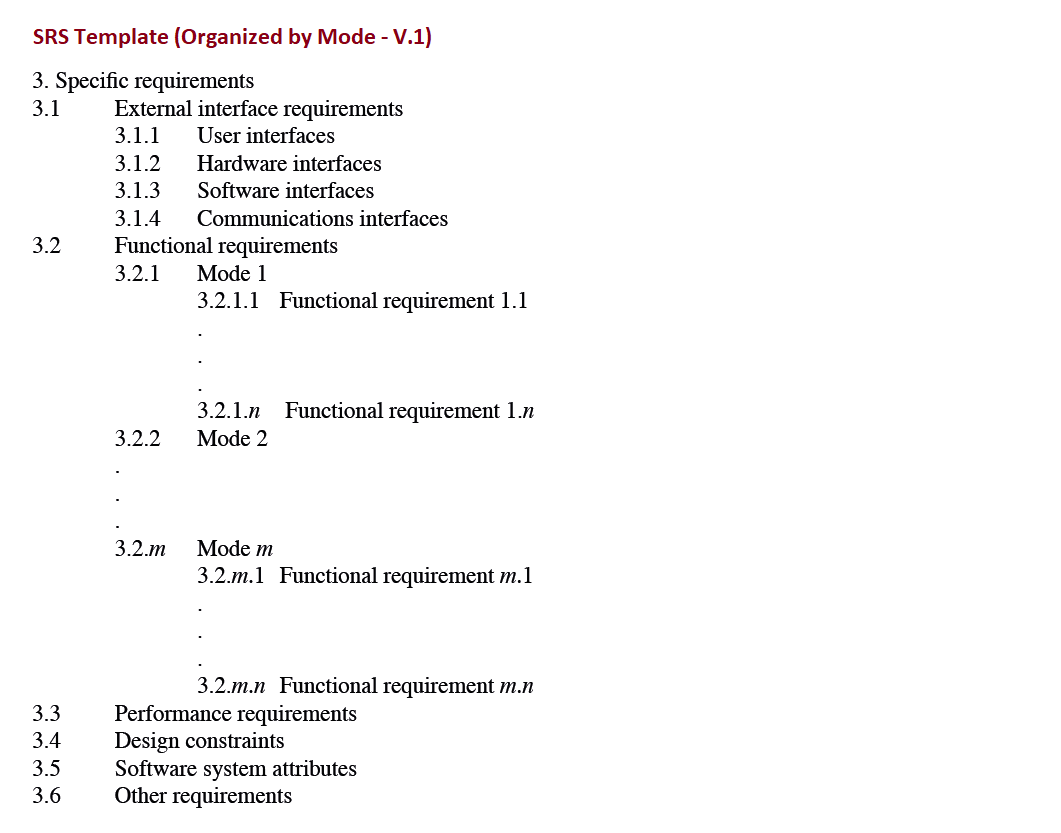 SRS Template (Organized by Mode - V.1)
3. Specific requirements
3.1 External interface requirements
3.1.1 User interfaces
3.1.2 Hardware interfaces
3.1.3 Software interfaces
3.1.4 Communications interfaces
3.2 Functional requirements
3.2.1 Mode 1
3.2.1.1 Functional requirement 1.1
.
.
.
3.2.1.n Functional requirement 1.n
3.2.2 Mode 2
.
.
.
3.2.m Mode m
3.2.m.1 Functional requirement m.1
.
.
.
3.2.m.n Functional requirement m.n
3.3 Performance requirements
3.4 Design constraints
3.5 Software system attributes
3.6 Other requirements